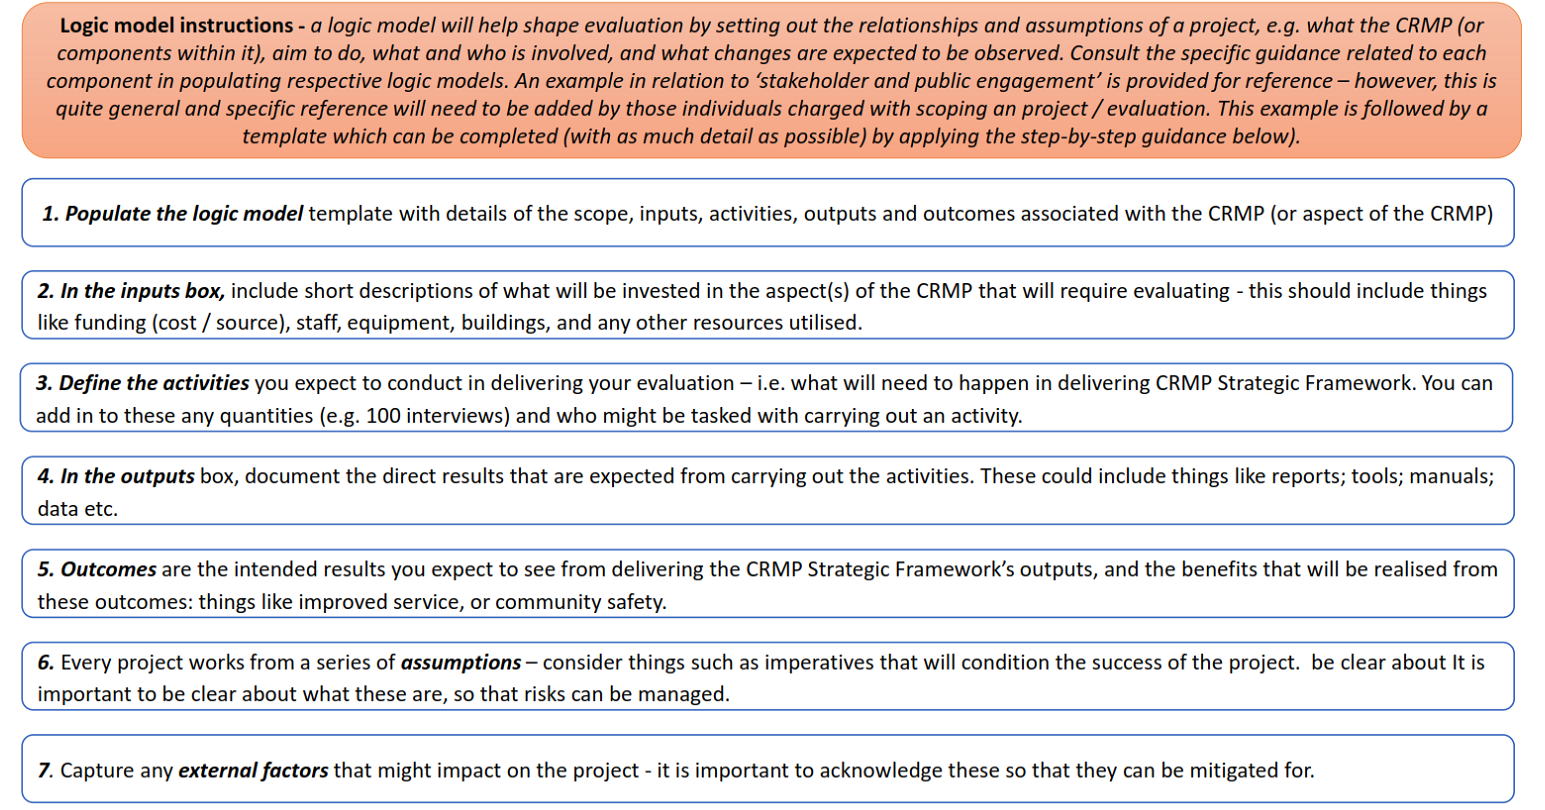 Logic model instructions - a logic model will help shape evaluation by setting out the relationships and assumptions of a project, e.g. what the CRMP (or
components within it), aim to do, what and who is involved, and what changes are expected to be observed. Consult the specific guidance related to each
component in populating respective logic models. An example in relation to ‘stakeholder and public engagement’ is provided for reference – however, this is
quite general and specific reference will need to be added by those individuals charged with scoping an project / evaluation. This example is followed by a
template which can be completed (with as much detail as possible) by applying the step-by-step guidance below).
1. Populate the logic model template with details of the scope, inputs, activities, outputs and outcomes associated with the CRMP (or aspect of the CRMP)
2. In the inputs box, include short descriptions of what will be invested in the aspect(s) of the CRMP that will require evaluating - this should include things
like funding (cost / source), staff, equipment, buildings, and any other resources utilised.
3. Define the activities you expect to conduct in delivering your evaluation – i.e. what will need to happen in delivering CRMP Strategic Framework. You can
add in to these any quantities (e.g. 100 interviews) and who might be tasked with carrying out an activity.
4. In the outputs box, document the direct results that are expected from carrying out the activities. These could include things like reports; tools; manuals;
data etc.
5. Outcomes are the intended results you expect to see from delivering the CRMP Strategic Framework’s outputs, and the benefits that will be realised from
these outcomes: things like improved service, or community safety.
6. Every project works from a series of assumptions – consider things such as imperatives that will condition the success of the project.  be clear about It is
important to be clear about what these are, so that risks can be managed.
7. Capture any external factors that might impact on the project - it is important to acknowledge these so that they can be mitigated for.